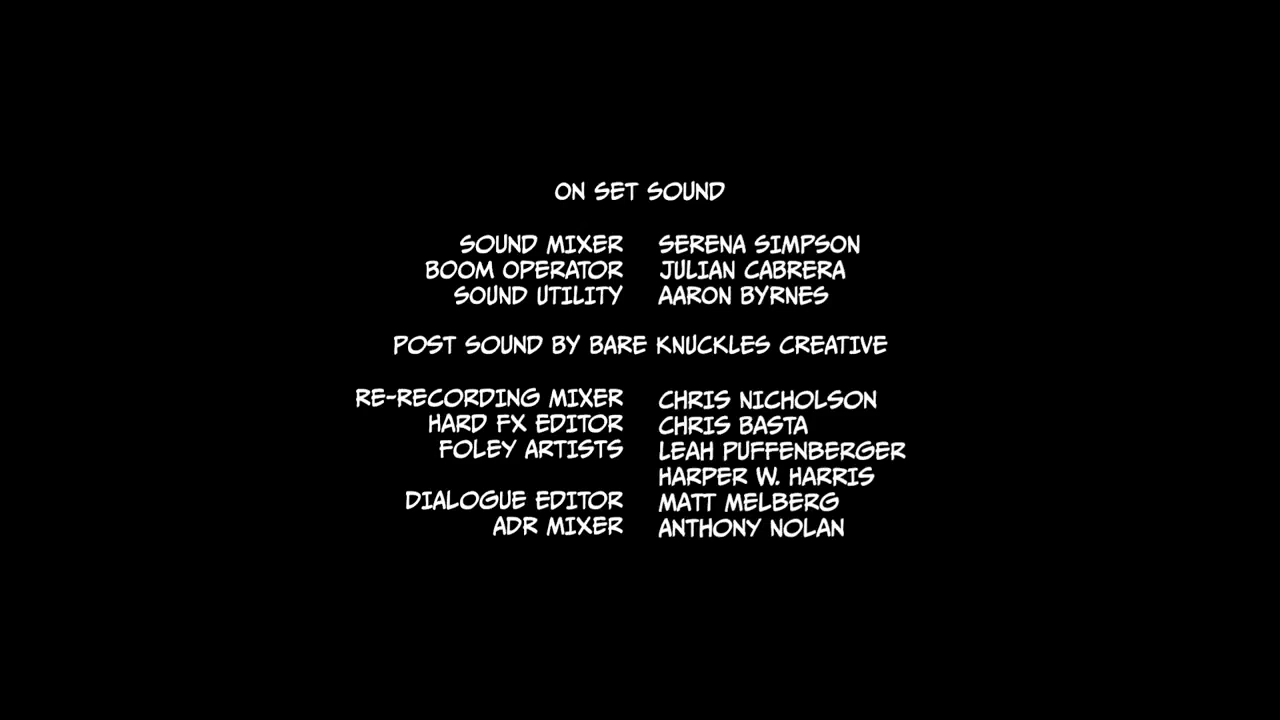 ON SET SOUND
SOUND MIXER SERENA SIMPSON
BOOM OPERATOR JULIAN CABRERA
SOUND UTILITY AARON BYRNES
POST SOUND BY BARE KNUCKLES CREATIVE
RE-RECORDING MIXER CHRIS NICHOLSON
HARD FX EDITOR CHRIS BASTA
FOLEY ARTISTS LEAH PUFFENBERGER
HARPER W. HARRIS
DIALOGUE EDITOR MATT MELBERG
ADR MIXER ANTHONY NOLAN